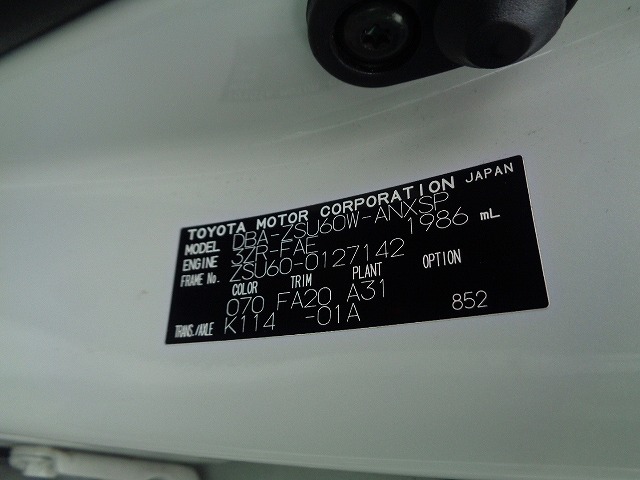 TOYOTA MOTOR CORPORATION JAPAN
MODEL DBA-ZSU60W-ANXSP
ENGINE 3ZR-FAE 1986 mL
FRAME No. ZSU60-0127142
COLOR TRIM PLANT OPTION
070 FA20 A31
TRANS./AXLE K114 -01A 852